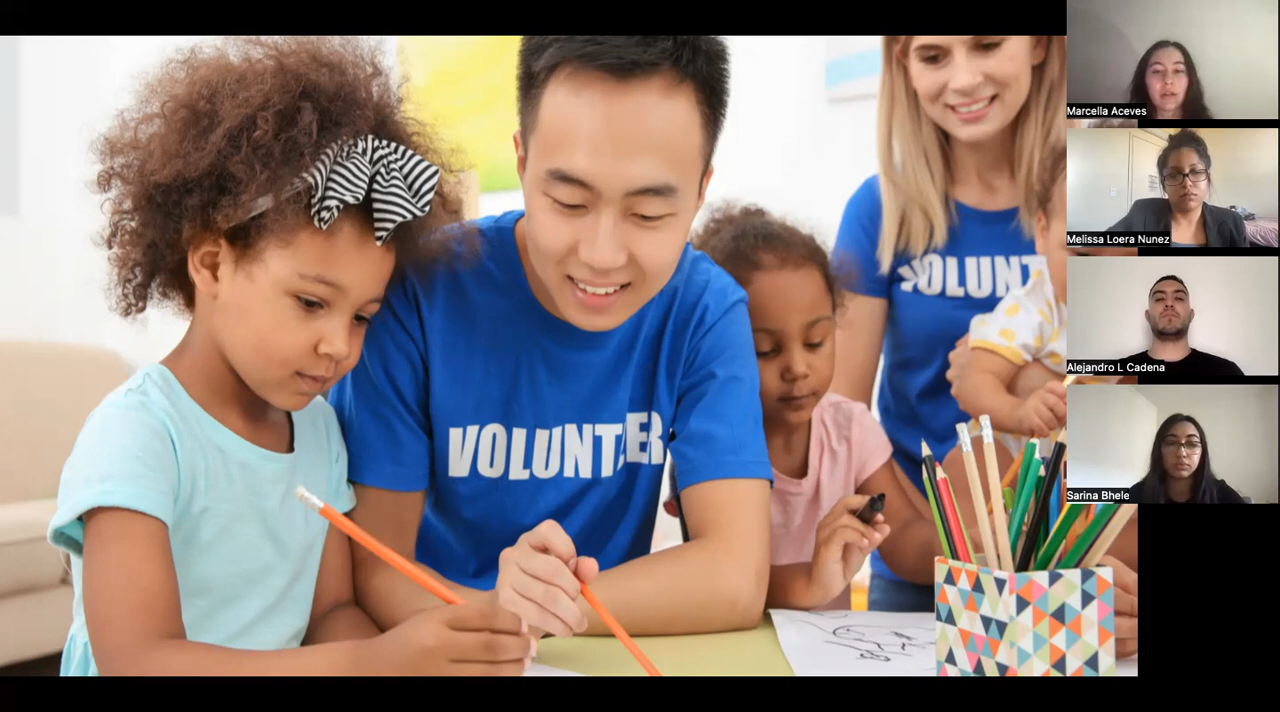 VOLUNTEER
VOLUNT
Marcella Aceves
Melissa Loera Nunez
Alejandro L Cadena
Sarina Bhele